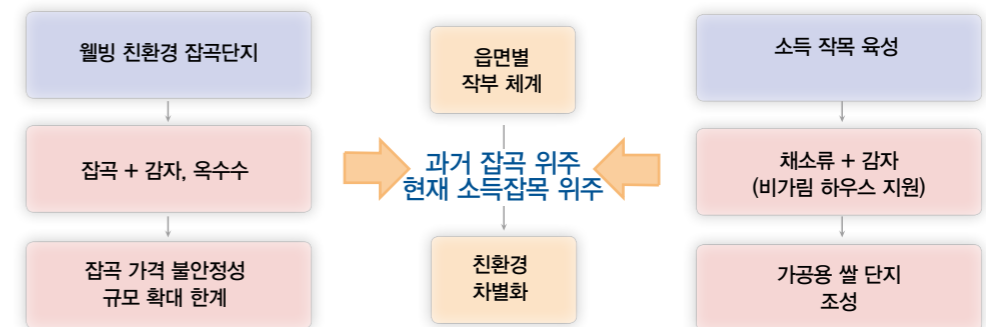 웰빙 친환경 잡곡단지
잡곡 + 감자, 옥수수
잡곡 가격 불안정성
규모 확대 한계
읍면별
작부 체계
과거 잡곡 위주
현재 소득잡목 위주
친환경
차별화
소득 작목 육성
채소류 + 감자
(비가림 하우스 지원)
가공용 쌀 단지
조성